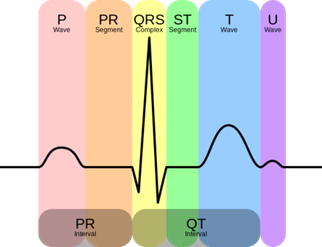 P PR QRS ST T U
Wave Segment Complex Segment Wave Wave
PR QT
Interval Interval